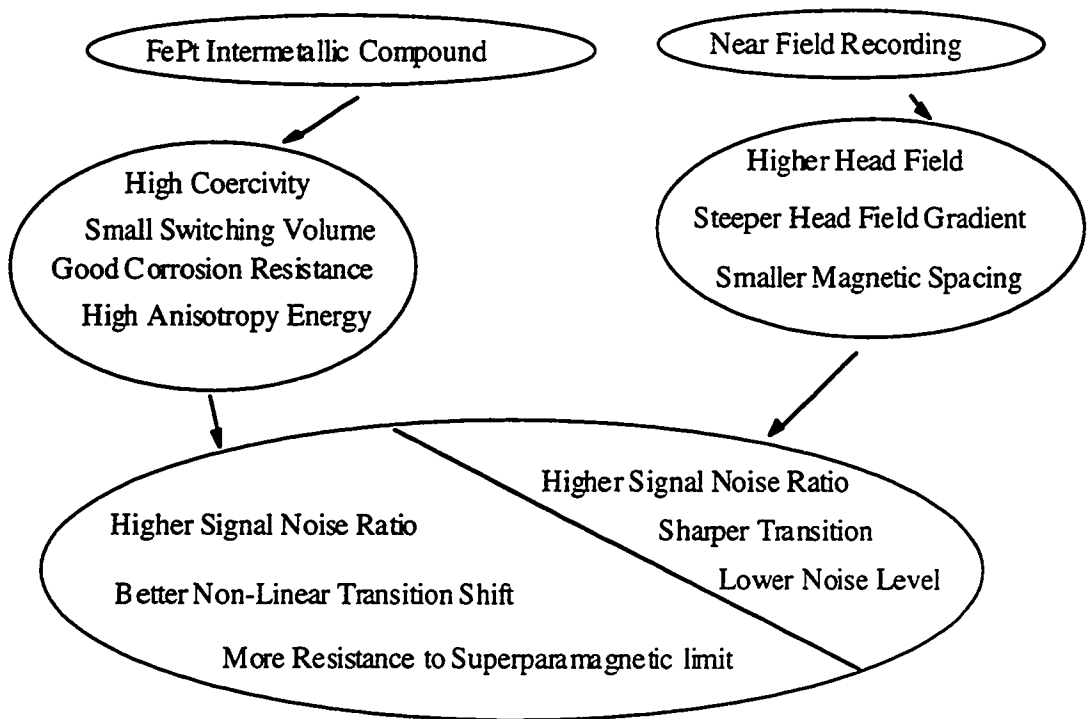 FePt Intermetallic Compound
Near Field Recording
High Coercivity
Small Switching Volume
Good Corrosion Resistance
High Anisotropy Energy
Higher Head Field
Steeper Head Field Gradient
Smaller Magnetic Spacing
Higher Signal Noise Ratio
Better Non-Linear Transition Shift
More Resistance to Superparamagnetic limit
Higher Signal Noise Ratio
Sharper Transition
Lower Noise Level